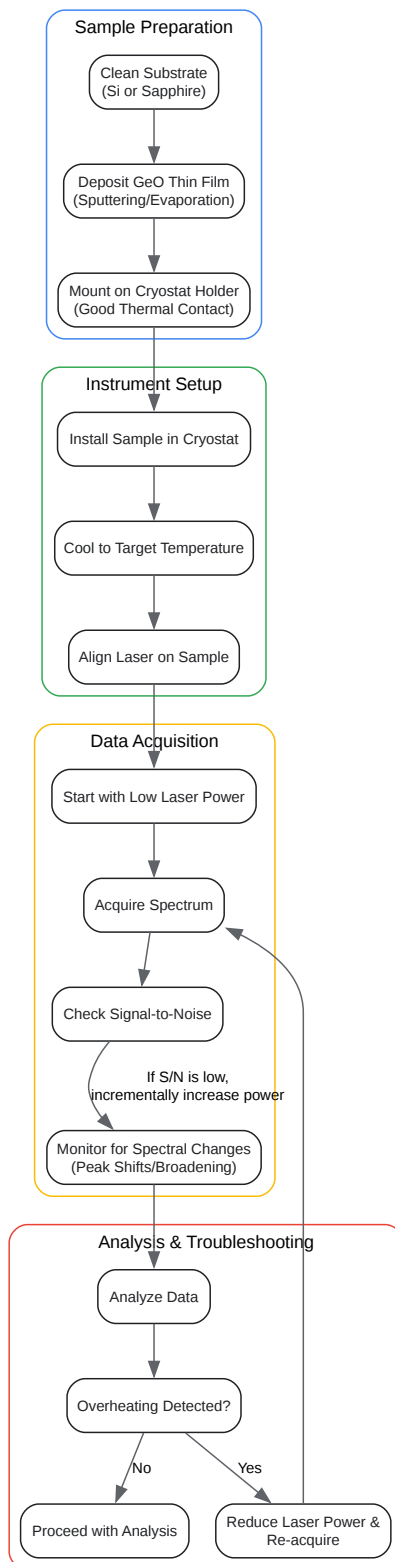 Sample Preparation
Clean Substrate
(Si or Sapphire)
Deposit GeO Thin Film
(Sputtering/Evaporation)
Mount on Cryostat Holder
(Good Thermal Contact)
Instrument Setup
Install Sample in Cryostat
Cool to Target Temperature
Align Laser on Sample
Data Acquisition
Start with Low Laser Power
Acquire Spectrum
Check Signal-to-Noise
If S/N is low,
incrementally increase power
Monitor for Spectral Changes
(Peak Shifts/Broadening)
Analysis & Troubleshooting
Analyze Data
Overheating Detected?
No
Yes
Proceed with Analysis
Reduce Laser Power &
Re-acquire